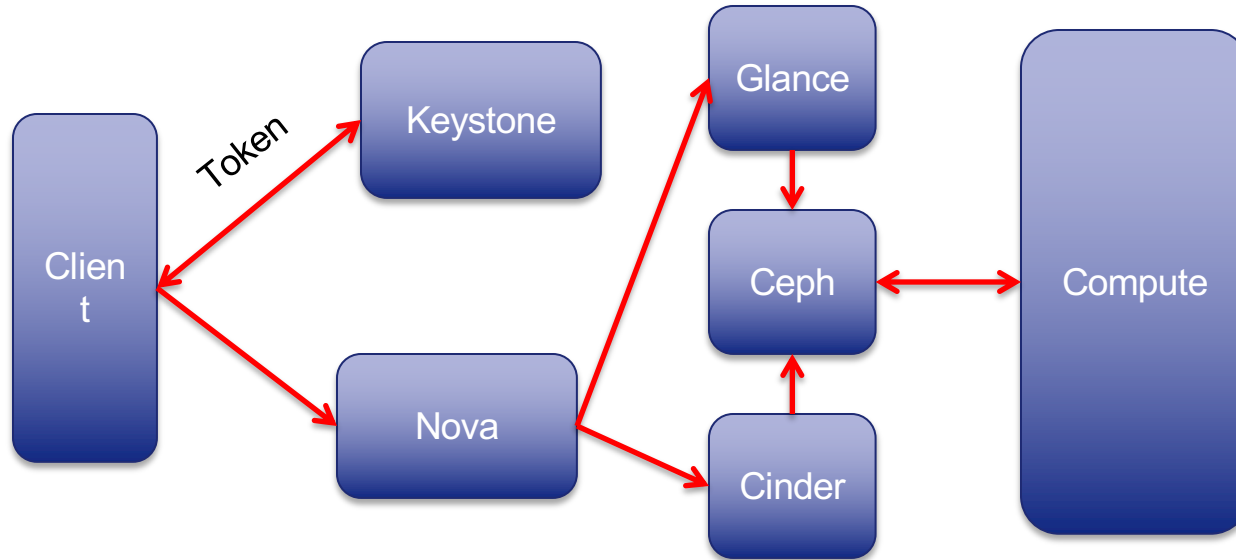 Clien
t
Token
Keystone
Nova
Glance
Ceph
Cinder
Compute